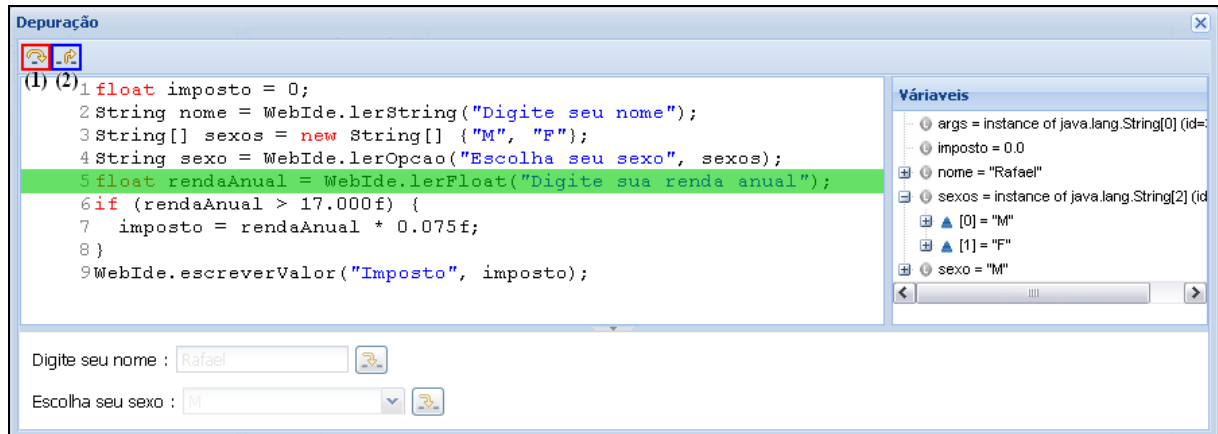 Depuração
(1) (2)
1 float imposto = 0;
2 String nome = WebIde.lerString("Digite seu nome");
3 String[] sexos = new String[] {"M", "F"};
4 String sexo = WebIde.lerOpcao("Escolha seu sexo", sexos);
5 float rendaAnual = WebIde.lerFloat("Digite sua renda anual");
6 if (rendaAnual > 17.000f) {
7 imposto = rendaAnual * 0.075f;
8 }
9 WebIde.escreverValor("Imposto", imposto);
Váriaveis
args = instance of java.lang.String[0] (id=
imposto = 0.0
nome = "Rafael"
sexos = instance of java.lang.String[2] (id
[0] = "M"
[1] = "F"
sexo = "M"
Digite seu nome : Rafael
Escolha seu sexo : M